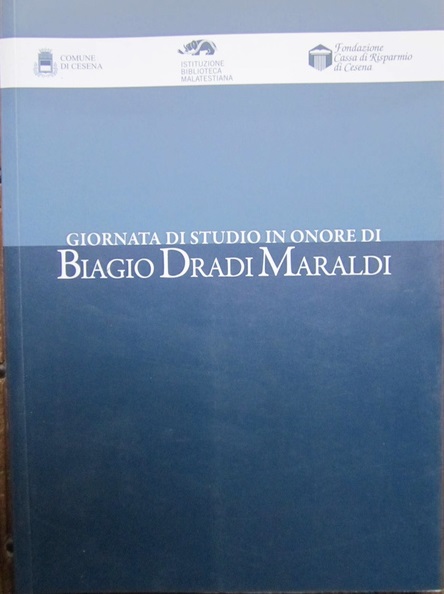 COMUNE
DI CESENA
ISTITUZIONE
BIBLIOTECA
MALATESTIANA
Fondazione
Cassa di Risparmio
di Cesena
GIORNATA DI STUDIO IN ONORE DI
BIAGIO DRADI MARALDI